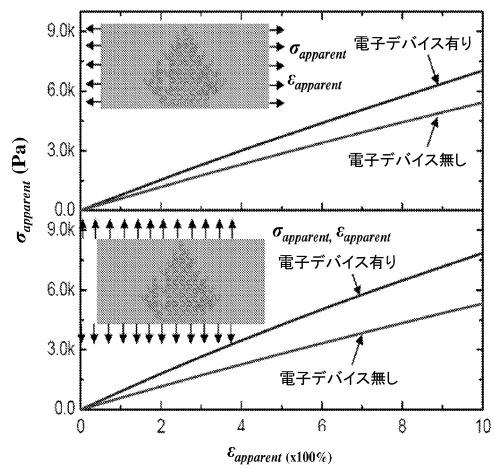 9.0k
σapparent
εapparent
電子デバイス有り
6.0k
3.0k
電子デバイス無し
0.0
σapparent (Pa)
9.0k
σapparent, εapparent
電子デバイス有り
6.0k
3.0k
電子デバイス無し
0.0
0 2 4 6 8 10
εapparent (x100%)